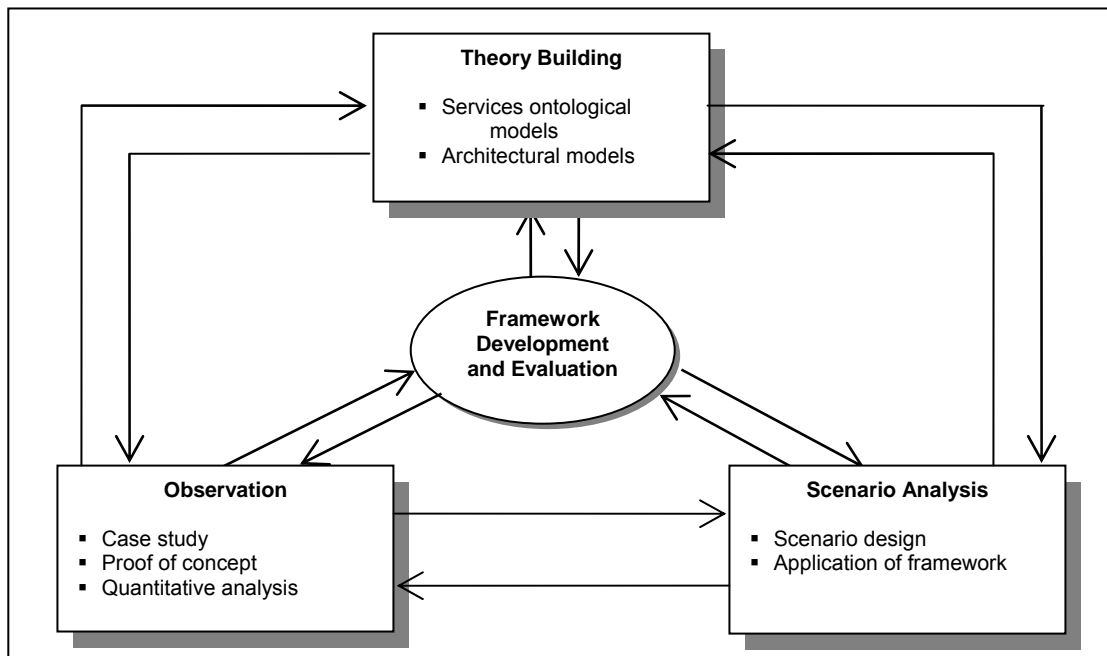 Theory Building
▪ Services ontological
models
▪ Architectural models
Framework
Development
and Evaluation
Observation
▪ Case study
▪ Proof of concept
▪ Quantitative analysis
Scenario Analysis
▪ Scenario design
▪ Application of framework